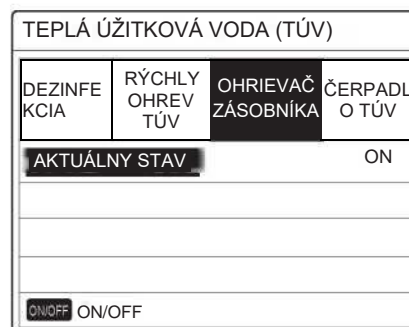 TEPLÁ ÚŽITKOVÁ VODA (TÚV)
DEZINFE
KCIA
RÝCHLY
OHREV
TÚV
OHRIEVAČ
ZÁSOBNÍKA
ČERPADL
O TÚV
AKTUÁLNY STAV ON
ON/OFF ON/OFF